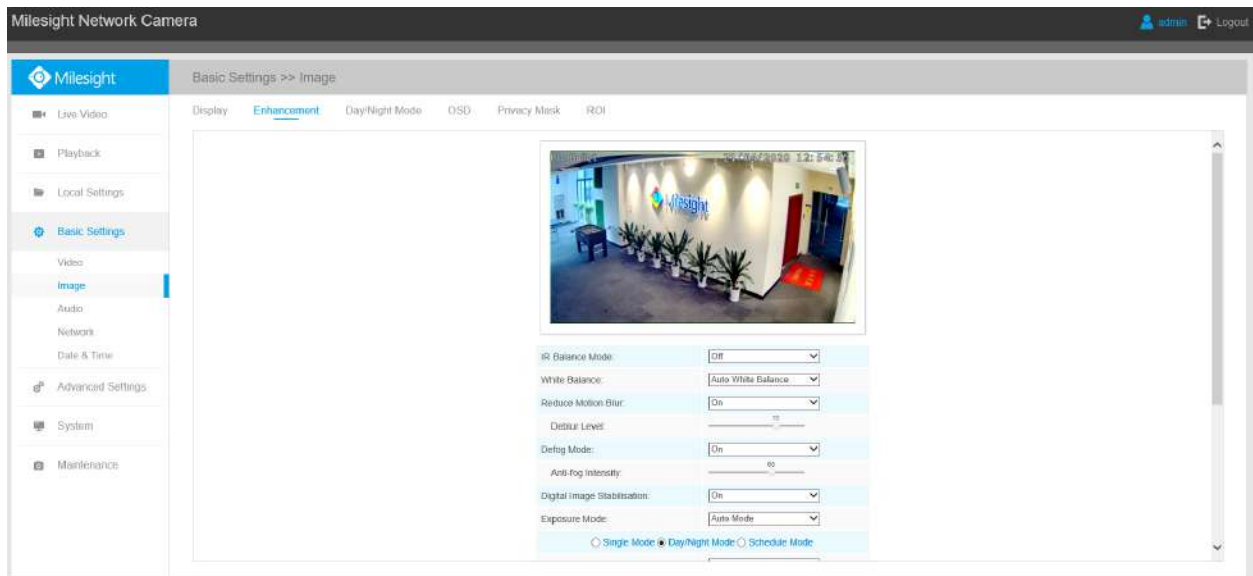 Milesight Network Camera
admin
Logout
Milesight
Basic Settings >> Image
Live Video
Playback
Local Settings
Basic Settings
Video
Image
Audio
Network
Date & Time
Advanced Settings
System
Maintenance
Display Enhancement Day/Night Mode OSD Privacy Mask ROI
12:54:
Milesight
IR Balance Mode: Off
White Balance: Auto White Balance
Reduce Motion Blur: On
Deblur Level:
Defog Mode: On
Anti-fog Intensity:
Digital Image Stabilisation: On
Exposure Mode: Auto Mode
Single Mode Day/Night Mode Schedule Mode